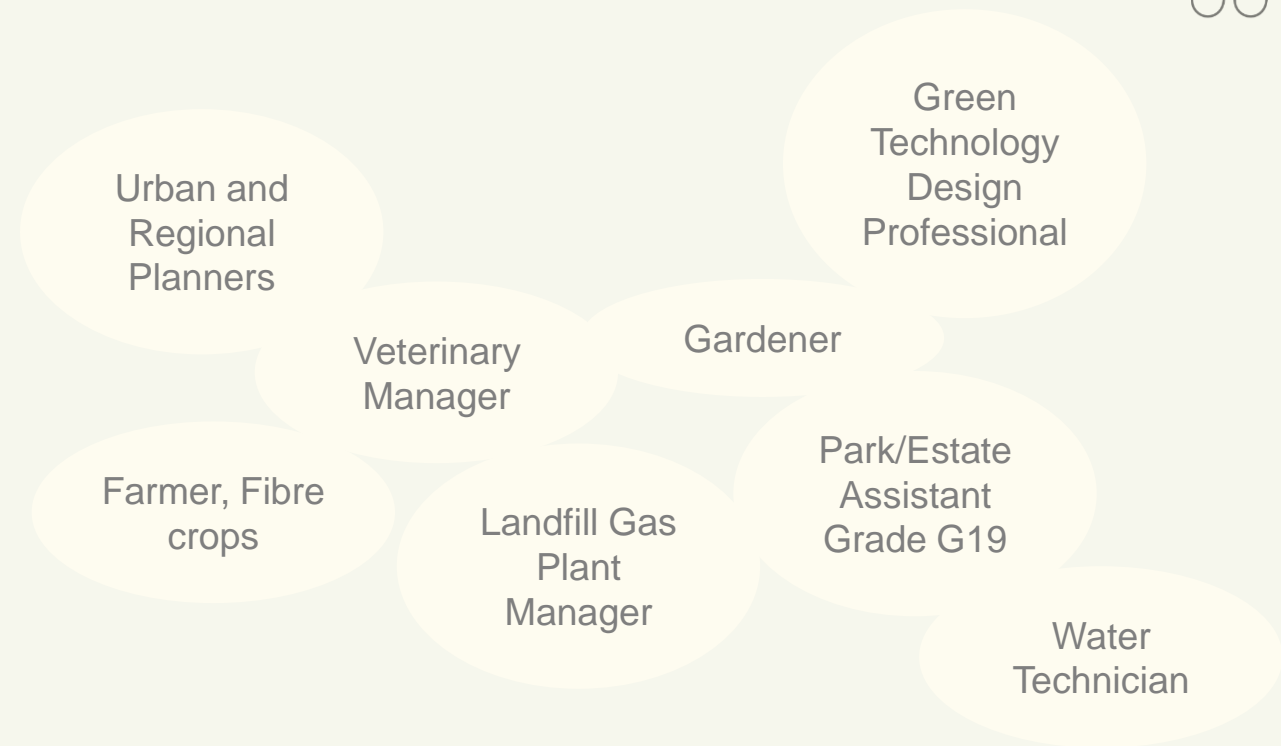 Green
Technology
Design
Professional
Urban and
Regional
Planners
Gardener
Veterinary
Manager
Park/Estate
Assistant
Grade G19
Farmer, Fibre
crops
Landfill Gas
Plant
Manager
Water
Technician